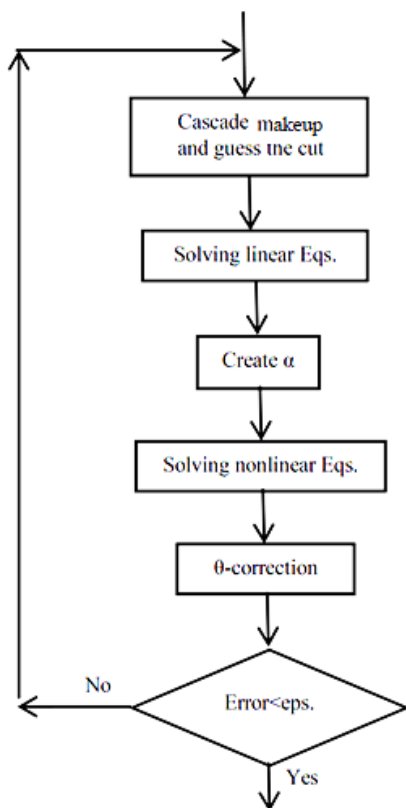 Cascade makeup
and guess the cut
Solving linear Eqs.
Create α
Solving nonlinear Eqs.
θ-correction
Error<eps.
No
Yes